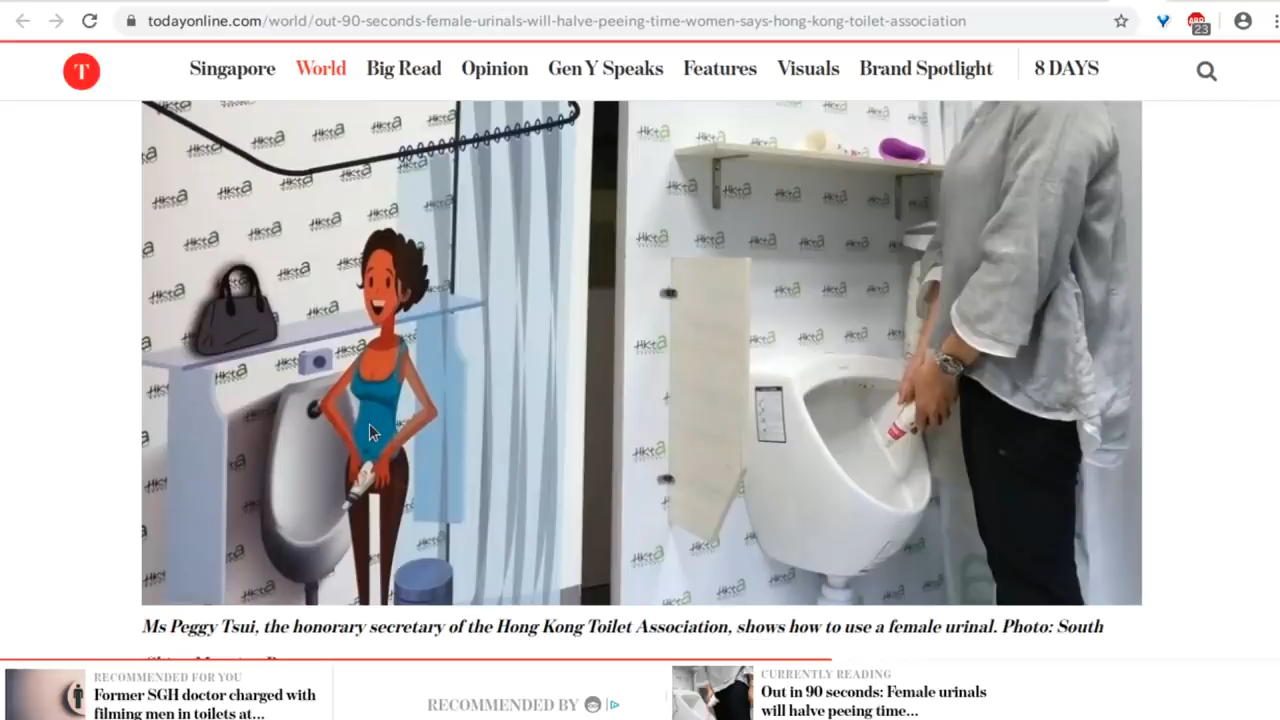 todayonline.com/world/out-90-seconds-female-urinals-will-halve-peeing-time-women-says-hong-kong-toilet-association
23
T
Singapore World Big Read Opinion Gen Y Speaks Features Visuals Brand Spotlight 8 DAYS
HKtA
Ms Peggy Tsui, the honorary secretary of the Hong Kong Toilet Association, shows how to use a female urinal. Photo: South
RECOMMENDED FOR YOU
Former SGH doctor charged with
filming men in toilets at...
RECOMMENDED BY
CURRENTLY READING
Out in 90 seconds: Female urinals
will halve peeing time...